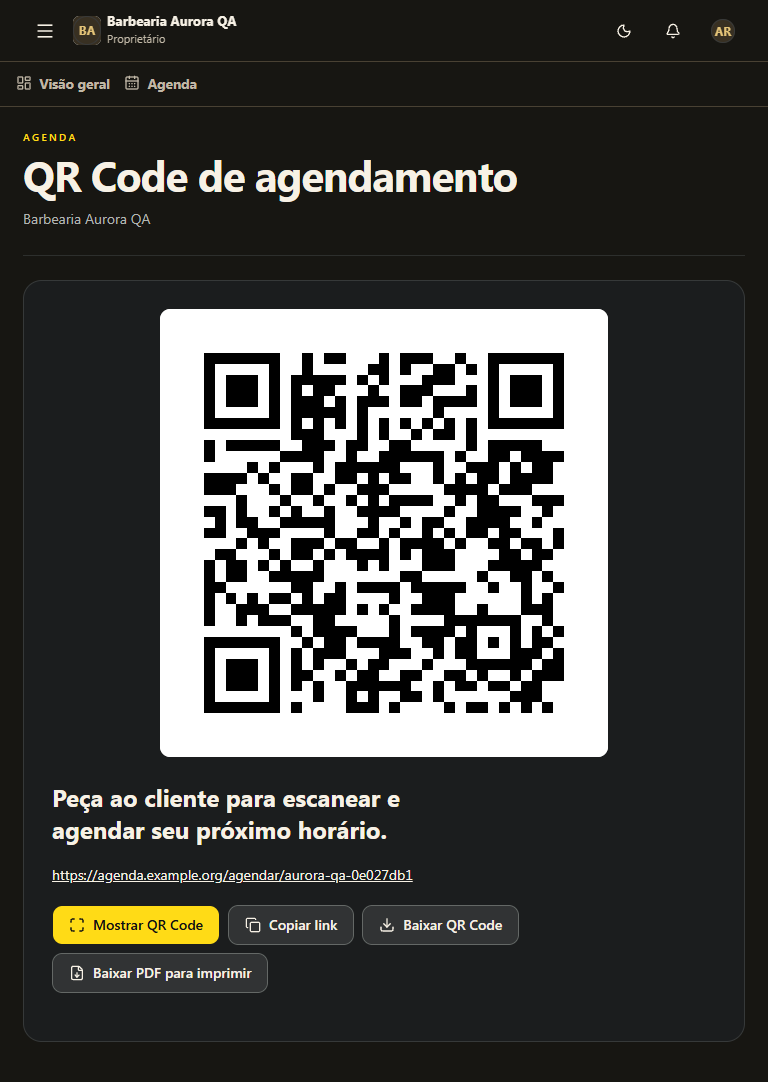 BA
Barbearia Aurora QA
Proprietário
AR
Visão geral
Agenda
AGENDA
QR Code de agendamento
Barbearia Aurora QA
Peça ao cliente para escanear e
agendar seu próximo horário.
https://agenda.example.org/agendar/aurora-qa-0e027db1
Mostrar QR Code
Copiar link
Baixar QR Code
Baixar PDF para imprimir